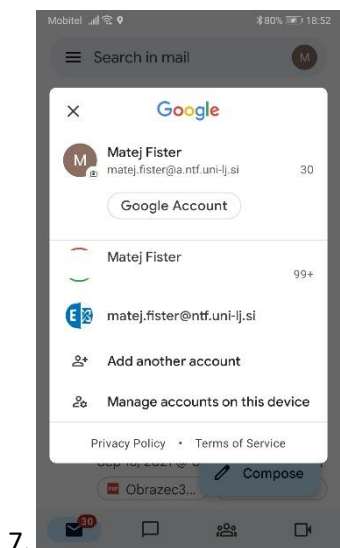 Mobitel 80% 18:52
Search in mail M
Google
M Matej Fister
matej.fister@a.ntf.uni-lj.si 30
Google Account
Matej Fister
99+
E matej.fister@ntf.uni-lj.si
Add another account
Manage accounts on this device
Privacy Policy • Terms of Service
Compose
PDF Obrazec3...
30
7.